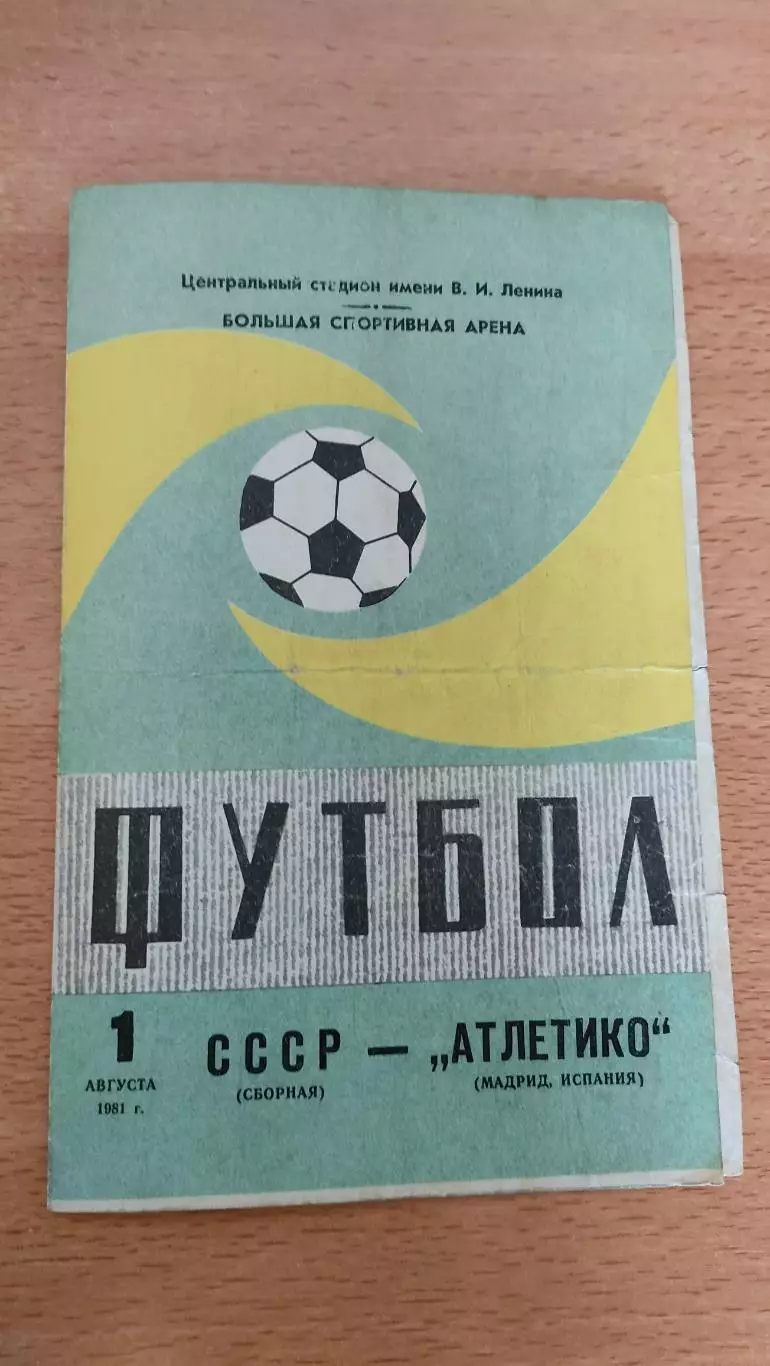 Центральный стадион имени В. И. Ленина
БОЛЬШАЯ СПОРТИВНАЯ АРЕНА
ФУТБОЛ
1
АВГУСТА
1981 г.
СССР — „АТЛЕТИКО“
(СБОРНАЯ) (МАДРИД, ИСПАНИЯ)